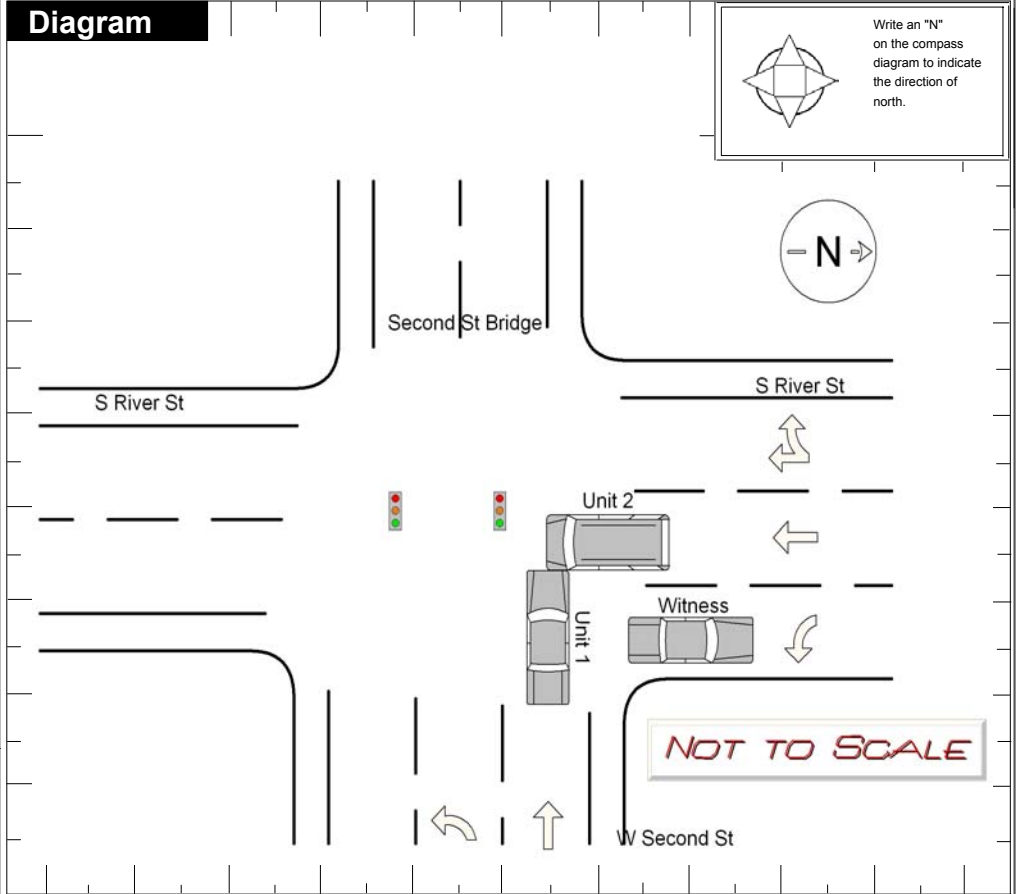 Diagram
Write an "N"
on the compass
diagram to indicate
the direction of
north.
N
Second St Bridge
S River St
S River St
Unit 2
Witness
Unit 1
NOT TO SCALE
W Second St